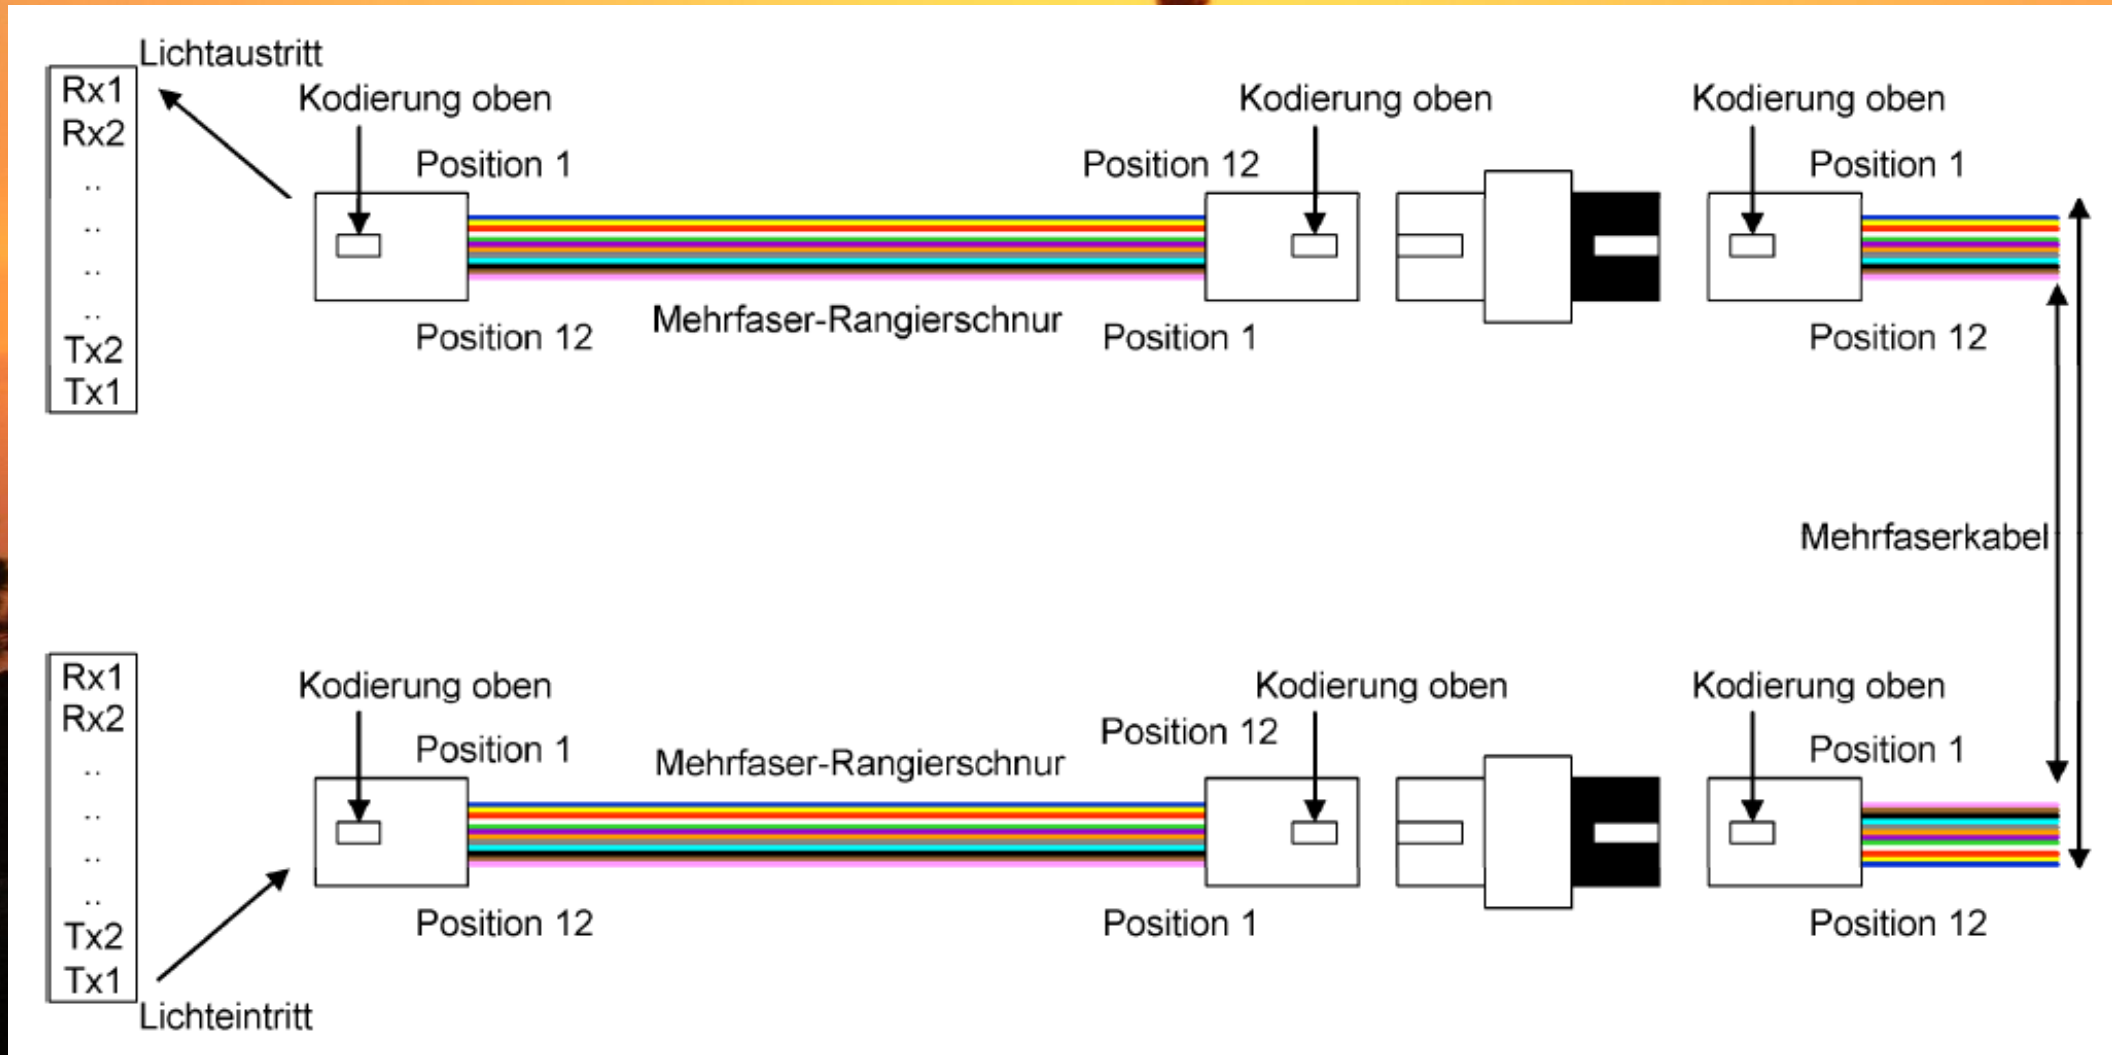 Lichtaustritt
Rx1
Rx2
..
..
..
..
Tx2
Tx1
Kodierung oben
Kodierung oben
Kodierung oben
Position 1
Position 12
Position 1
Position 12
Mehrfaser-Rangierschnur
Position 1
Position 12
Mehrfaserkabel
Rx1
Rx2
..
..
..
..
Tx2
Tx1
Lichteintritt
Kodierung oben
Kodierung oben
Kodierung oben
Position 1
Mehrfaser-Rangierschnur
Position 12
Position 1
Position 12
Position 1
Position 12